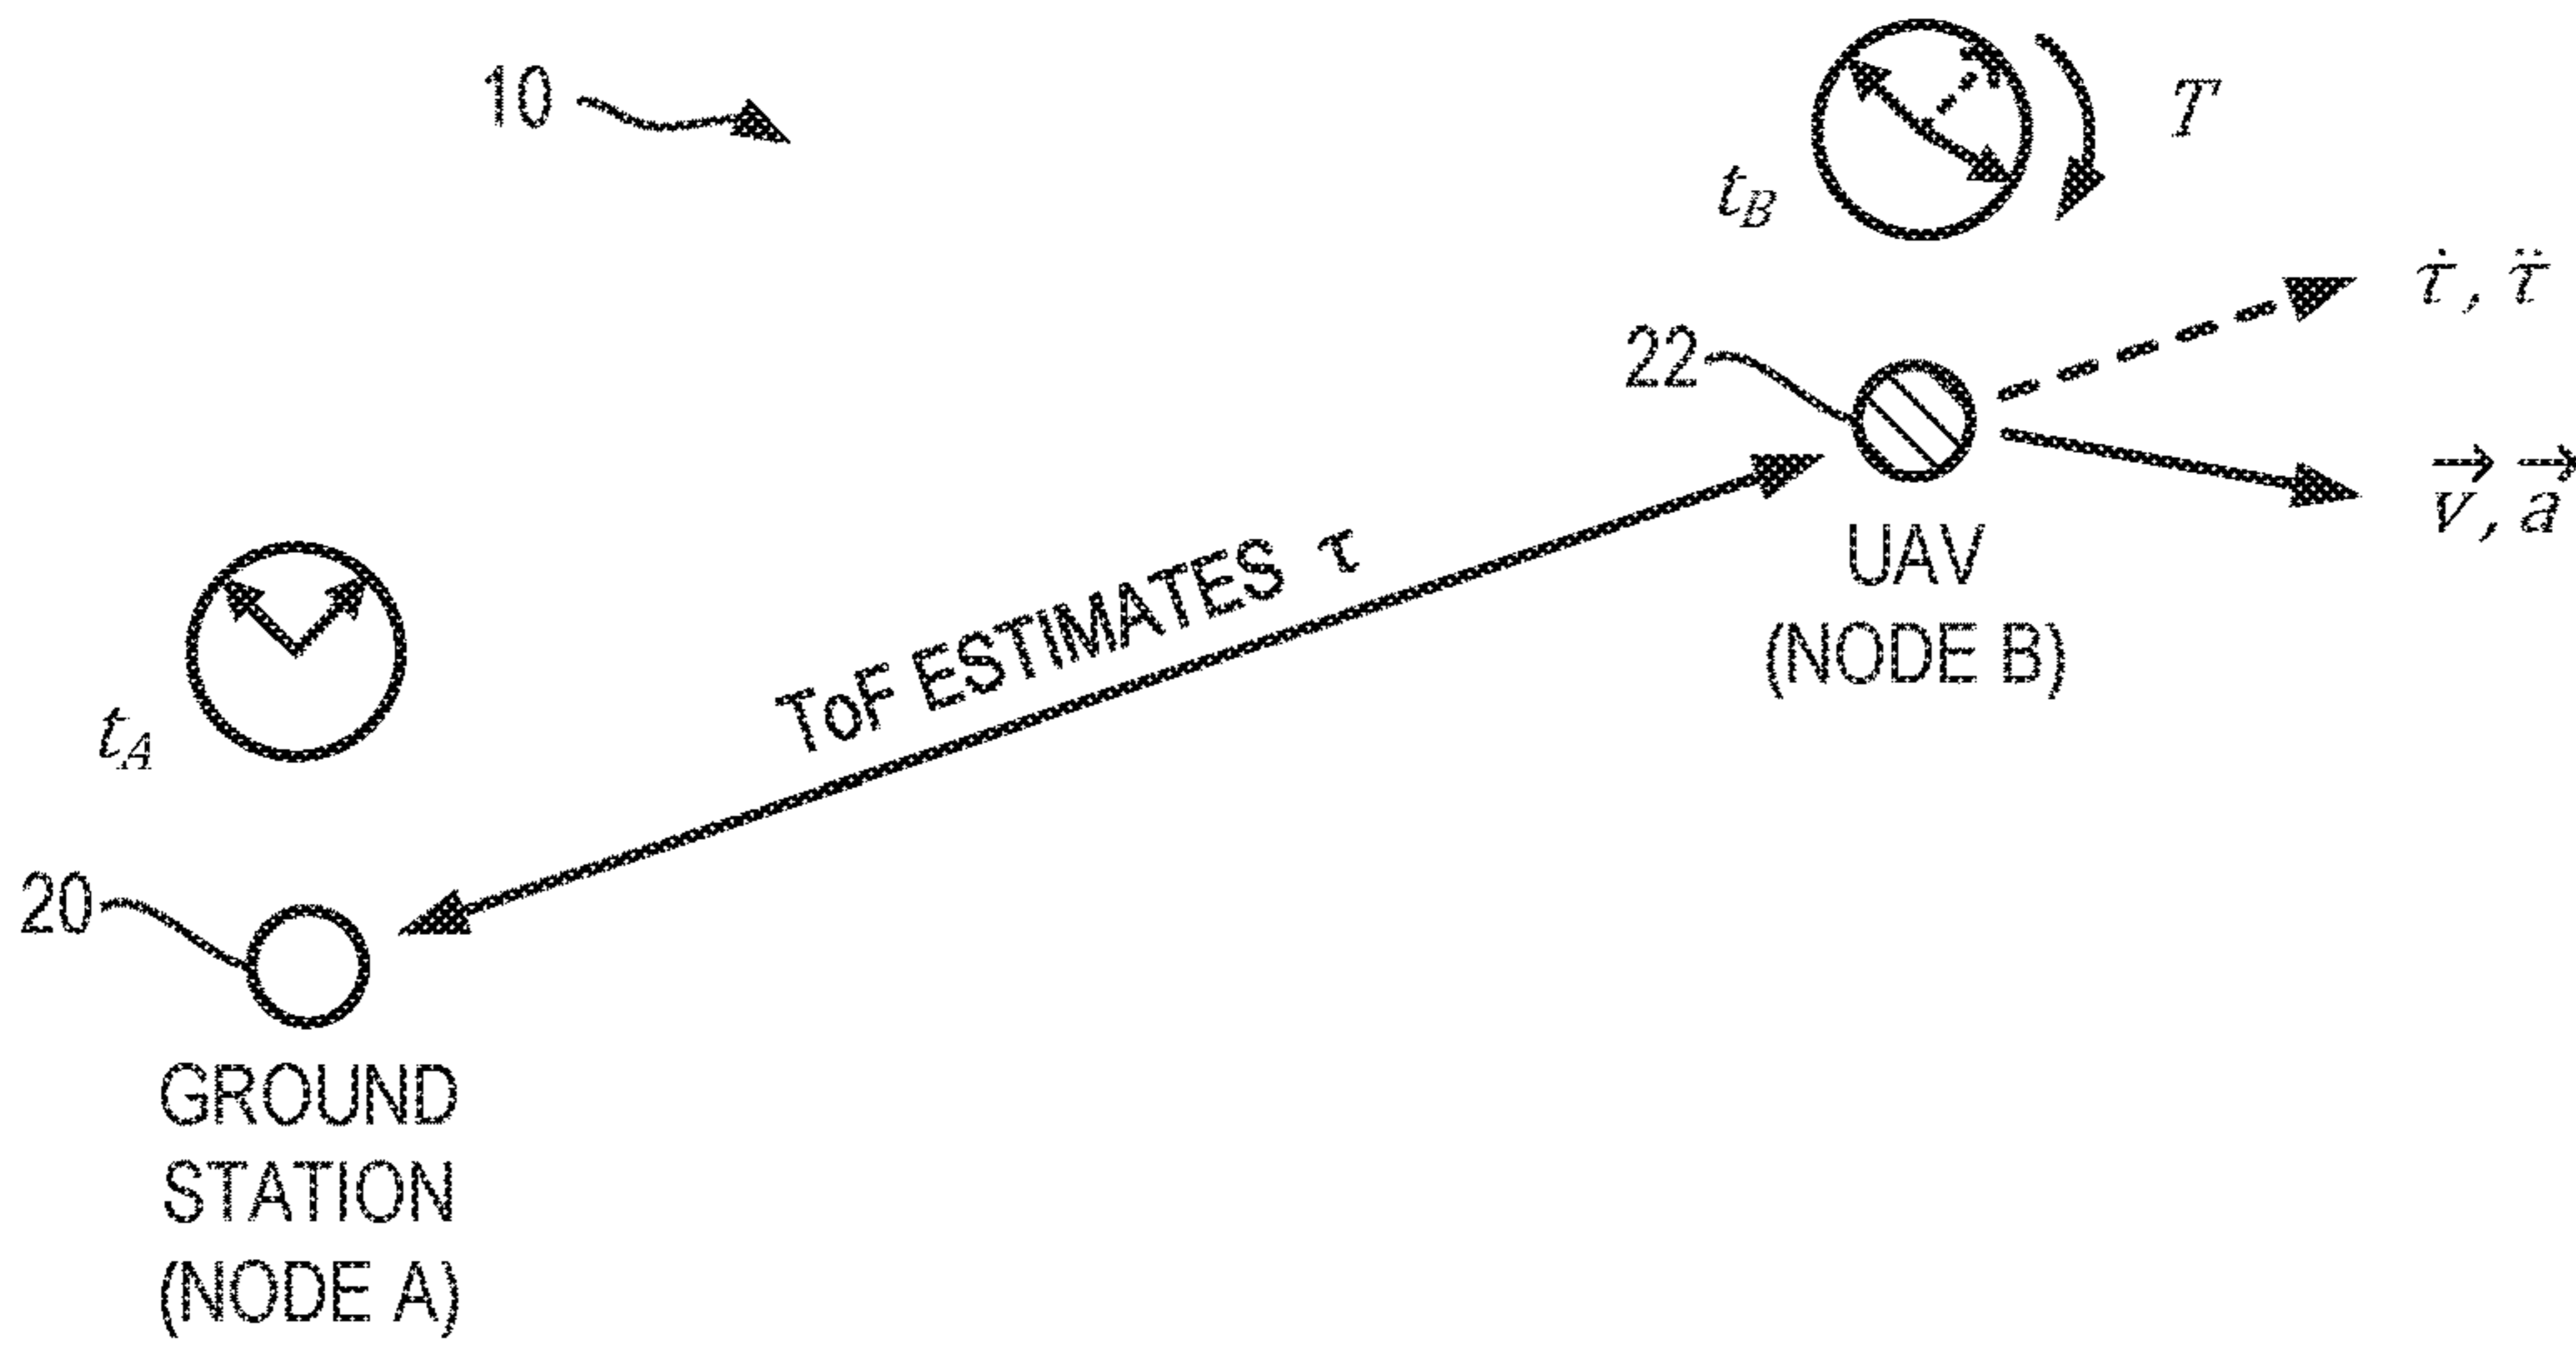 10
T
t_B
τ̇, τ̈
22
v⃗, a⃗
UAV
(NODE B)
ToF ESTIMATES τ
t_A
20
GROUND
STATION
(NODE A)